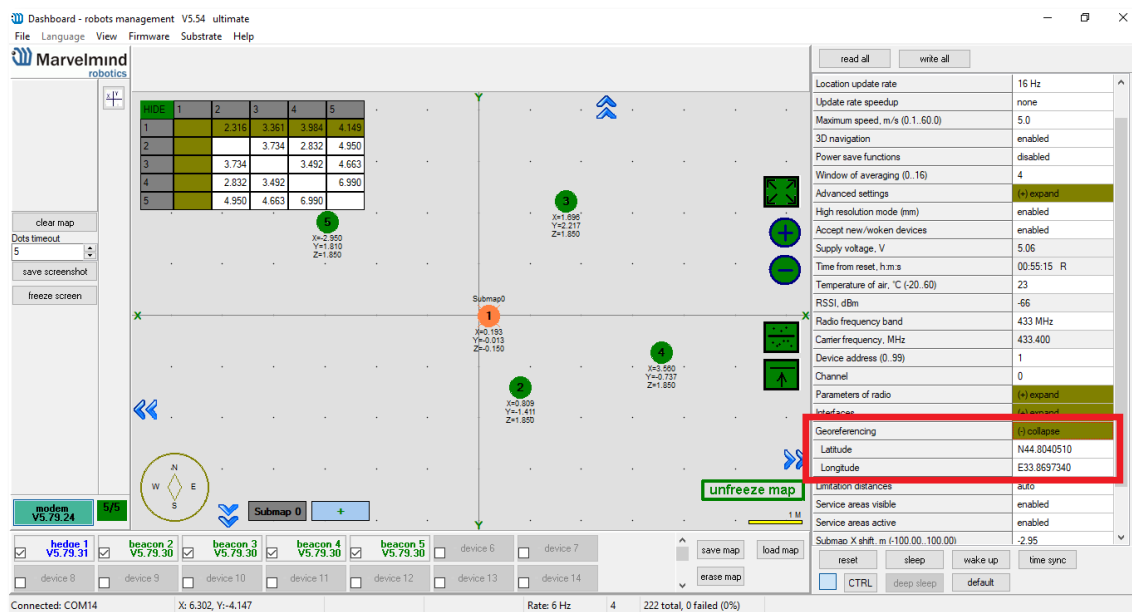 Dashboard - robots management V5.54 ultimate
File Language View Firmware Substrate Help
Marvelmind
robotics
clear map
Dots timeout
5
save screenshot
freeze screen
modem
V5.79.24
5/5
HIDE 1 2 3 4 5
1 2.316 3.361 3.984 4.149
2 3.734 2.832 4.950
3 3.734 3.492 4.663
4 2.832 3.492 6.990
5 4.950 4.663 6.990
Y
3
X=1.696
Y=2.217
Z=1.850
5
X=-2.950
Y=1.810
Z=1.850
Submap0
X
1
X
X=0.193
Y=-0.013
Z=-0.150
4
X=3.560
Y=-0.737
Z=1.850
2
X=0.809
Y=-1.411
Z=1.850
N
W E
S
Submap 0 +
Y
unfreeze map
1 M
read all write all
Location update rate 16 Hz
Update rate speedup none
Maximum speed, m/s (0.1..60.0) 5.0
3D navigation enabled
Power save functions disabled
Window of averaging (0..16) 4
Advanced settings (+) expand
High resolution mode (mm) enabled
Accept new/woken devices enabled
Supply voltage, V 5.06
Time from reset, h:m:s 00:55:15 R
Temperature of air, °C (-20..60) 23
RSSI, dBm -66
Radio frequency band 433 MHz
Carrier frequency, MHz 433.400
Device address (0..99) 1
Channel 0
Parameters of radio (+) expand
Interfaces (+) expand
Georeferencing (-) collapse
Latitude N44.8040510
Longitude E33.8697340
Limitation distances auto
Service areas visible enabled
Service areas active enabled
Submap X shift, m (-100.00..100.00) -2.95
reset sleep wake up time sync
CTRL deep sleep default
hedge 1
V5.79.31
beacon 2
V5.79.30
beacon 3
V5.79.30
beacon 4
V5.79.30
beacon 5
V5.79.30
device 6 device 7
save map load map
device 8 device 9 device 10 device 11 device 12 device 13 device 14
erase map
Connected: COM14 X: 6.302, Y:-4.147 Rate: 6 Hz 4 222 total, 0 failed (0%)